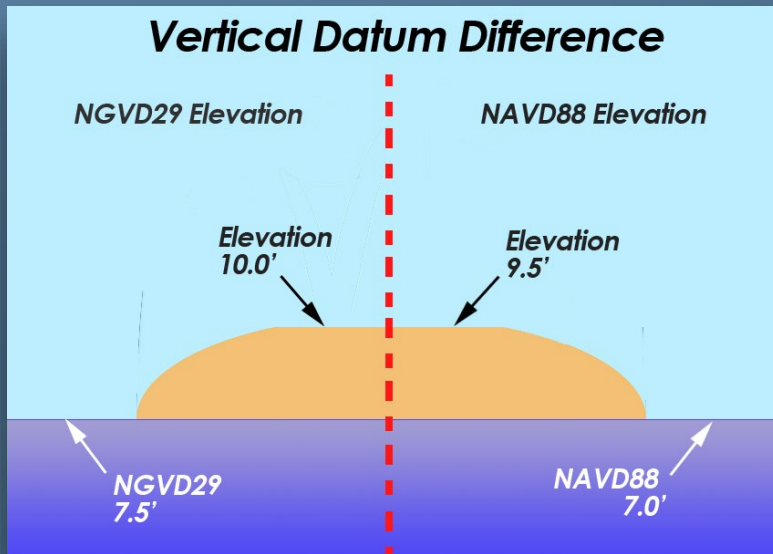 Vertical Datum Difference
NGVD29 Elevation
NAVD88 Elevation
Elevation
10.0’
Elevation
9.5’
NGVD29
7.5’
NAVD88
7.0’